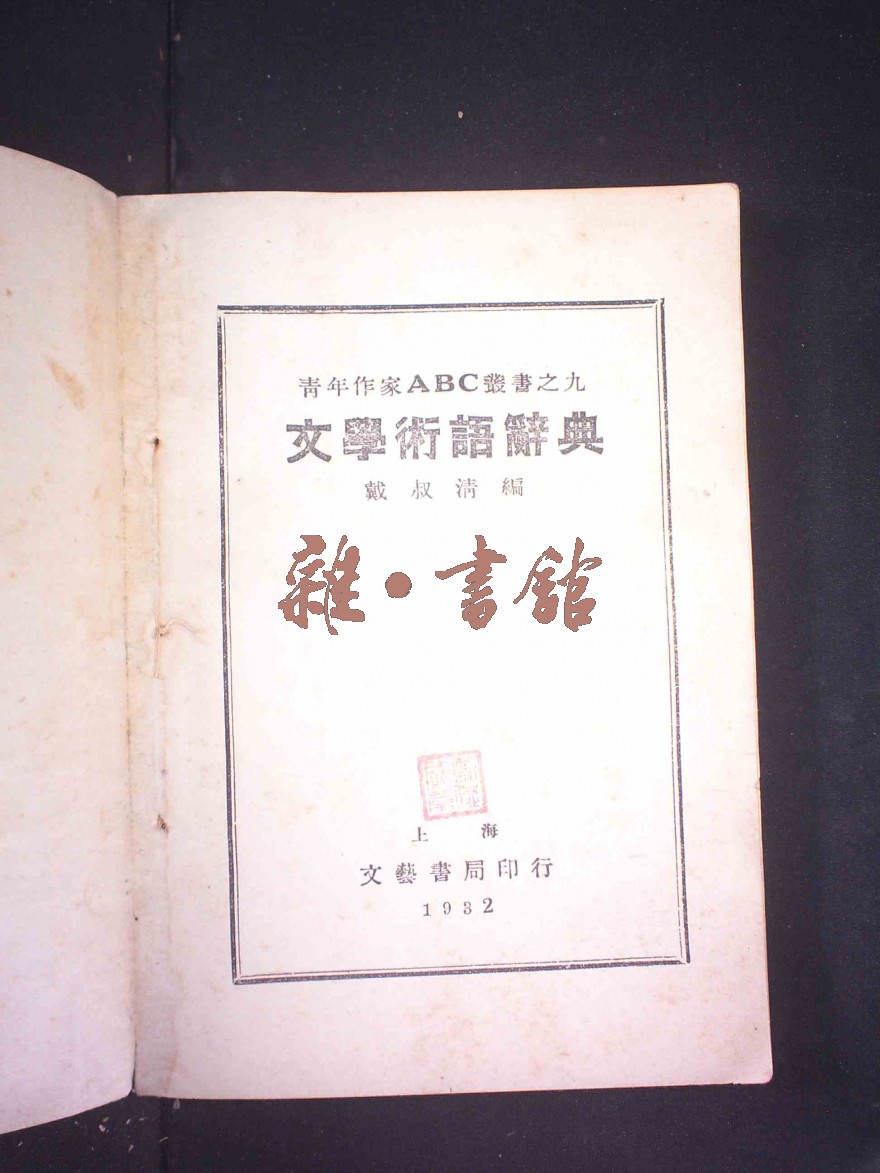 青年作家ABC叢書之九
文學術語辭典
戴叔清編
雜·書館
上海
文藝書局印行
1932